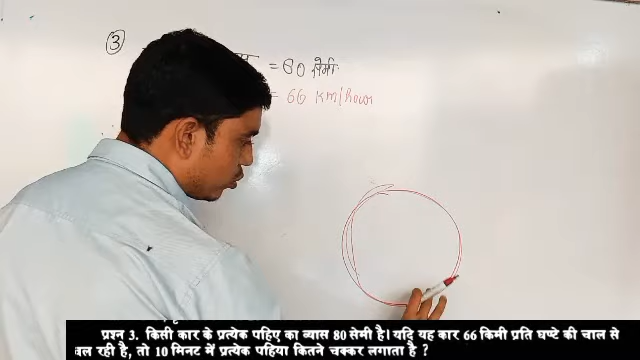 3
= 80 सेमी
= 66 km/hour
प्रश्न 3. किसी कार के प्रत्येक पहिए का व्यास 80 सेमी है। यदि यह कार 66 किमी प्रति घण्टे की चाल से
चल रही है, तो 10 मिनट में प्रत्येक पहिया कितने चक्कर लगाता है ?